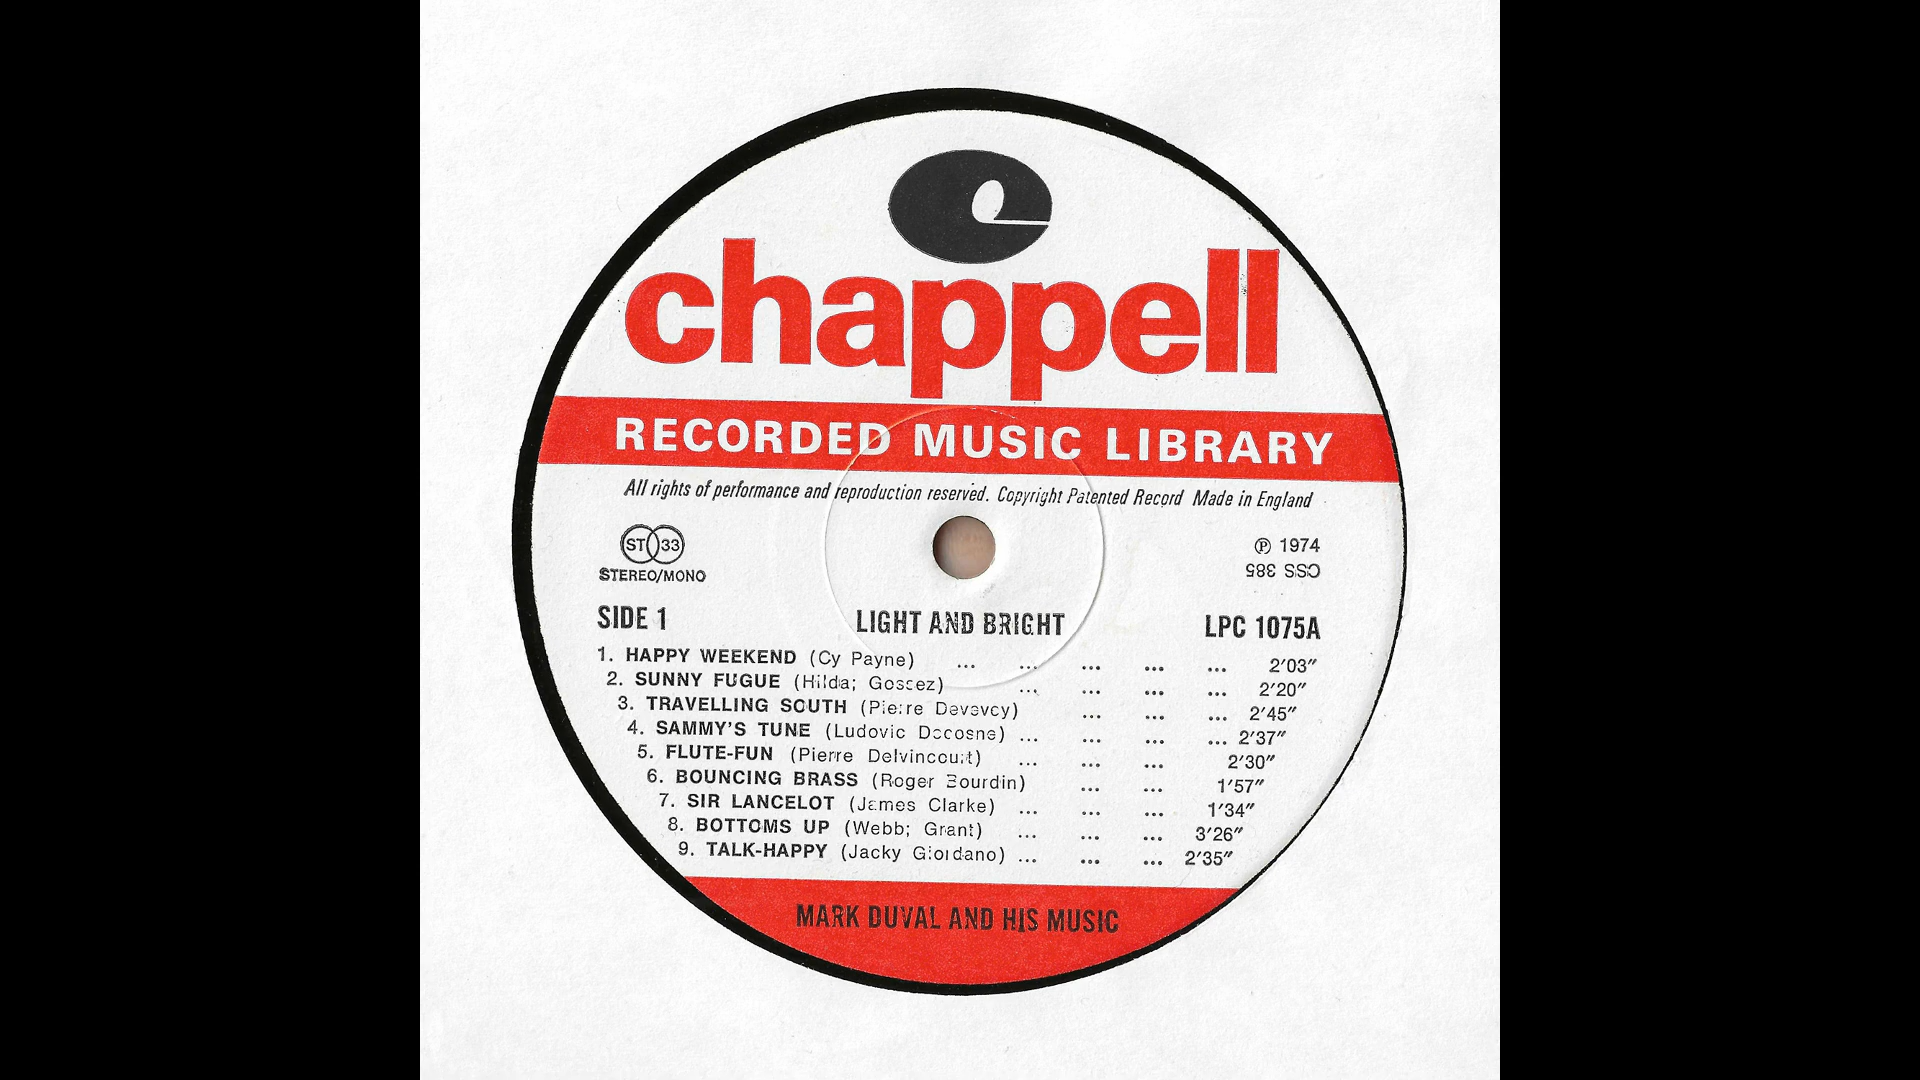 chappell
RECORDED MUSIC LIBRARY
All rights of performance and reproduction reserved. Copyright Patented Record Made in England
ST 33
STEREO/MONO
℗ 1974
CSS 385
SIDE 1 LIGHT AND BRIGHT LPC 1075A
1. HAPPY WEEKEND (Cy Payne) ... ... ... ... ... 2′03″
2. SUNNY FUGUE (Hilda; Gossez) ... ... ... ... 2′20″
3. TRAVELLING SOUTH (Pierre ... ... ... 2′45″
4. SAMMY'S TUNE (Ludovic Decosne) ... ... ... ... 2′37″
5. FLUTE-FUN (Pierre Delvincourt) ... ... ... 2′30″
6. BOUNCING BRASS (Roger Bourdin) ... ... 1′57″
7. SIR LANCELOT (James Clarke) ... ... ... 1′34″
8. BOTTOMS UP (Webb; Grant) ... ... ... 3′26″
9. TALK-HAPPY (Jacky Giordano) ... ... ... 2′35″
MARK DUVAL AND HIS MUSIC